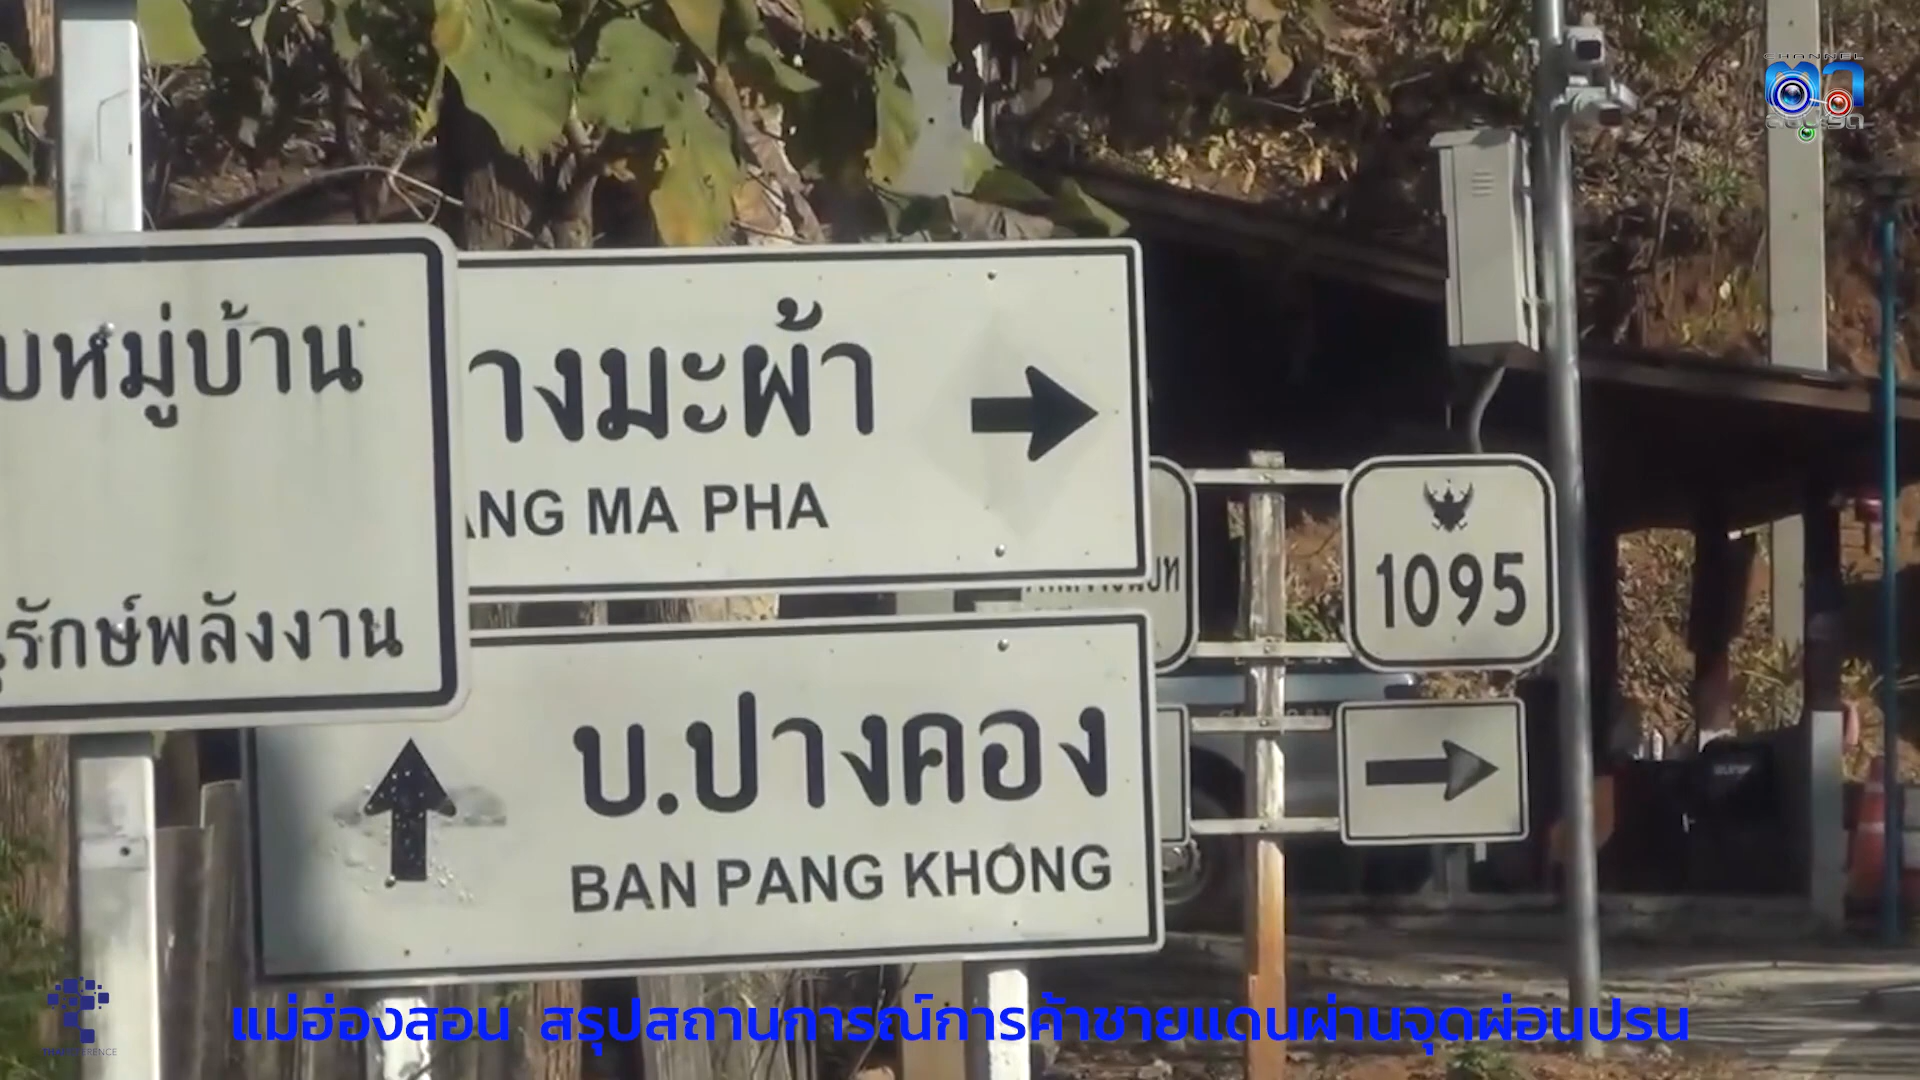 CHANNEL
บหมู่บ้าน
างมะผ้า
ANG MA PHA
1095
รักษ์พลังงาน
บ.ปางคอง
BAN PANG KHONG
แม่ฮ่องสอน สรุปสถานการณ์การค้าชายแดนผ่านจุดผ่อนปรน